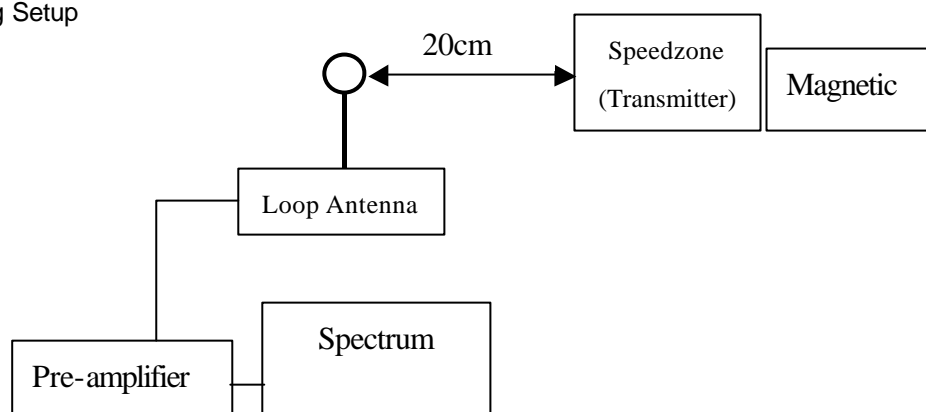 Setup
20cm
Speedzone
(Transmitter)
Magnetic
Loop Antenna
Spectrum
Pre-amplifier